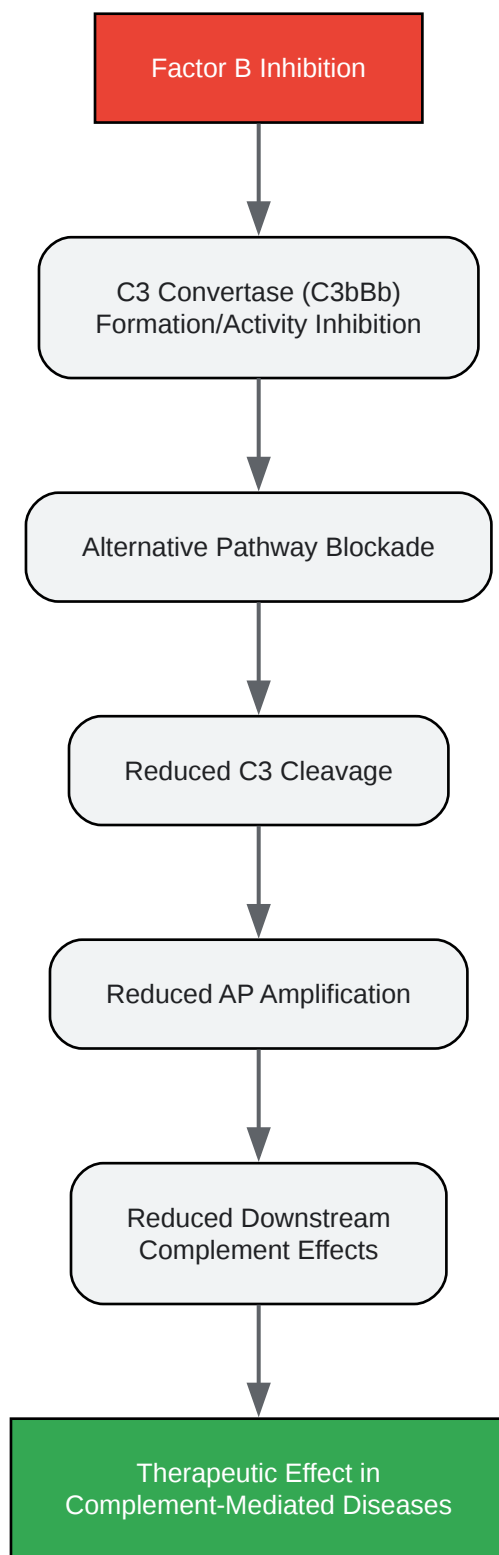 Factor B Inhibition
C3 Convertase (C3bBb)
Formation/Activity Inhibition
Alternative Pathway Blockade
Reduced C3 Cleavage
Reduced AP Amplification
Reduced Downstream
Complement Effects
Therapeutic Effect in
Complement-Mediated Diseases